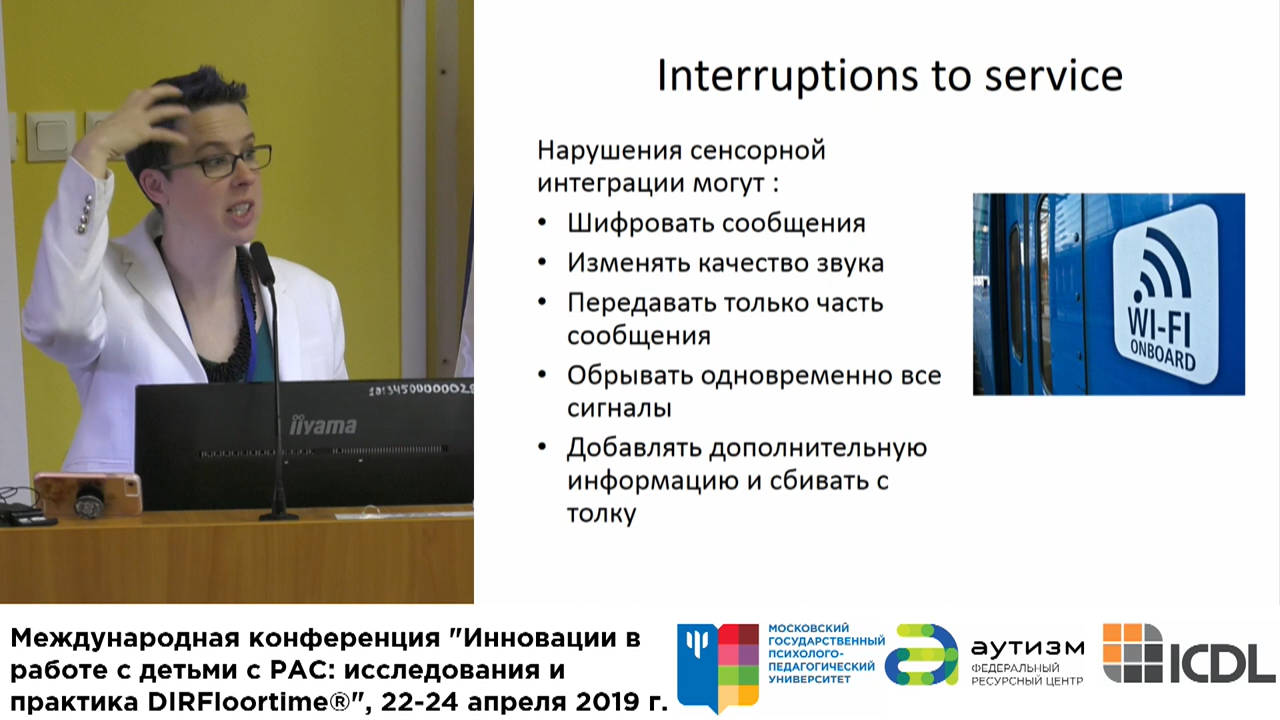 Interruptions to service
Нарушения сенсорной
интеграции могут :
• Шифровать сообщения
• Изменять качество звука
• Передавать только часть
сообщения
• Обрывать одновременно все
сигналы
• Добавлять дополнительную
информацию и сбивать с
толку
WI-FI
ONBOARD
iiyama
Международная конференция "Инновации в
работе с детьми с РАС: исследования и
практика DIRFloortime®", 22-24 апреля 2019 г.
МОСКОВСКИЙ
ГОСУДАРСТВЕННЫЙ
ПСИХОЛОГО-
ПЕДАГОГИЧЕСКИЙ
УНИВЕРСИТЕТ
аутизм
ФЕДЕРАЛЬНЫЙ
РЕСУРСНЫЙ ЦЕНТР
ICDL